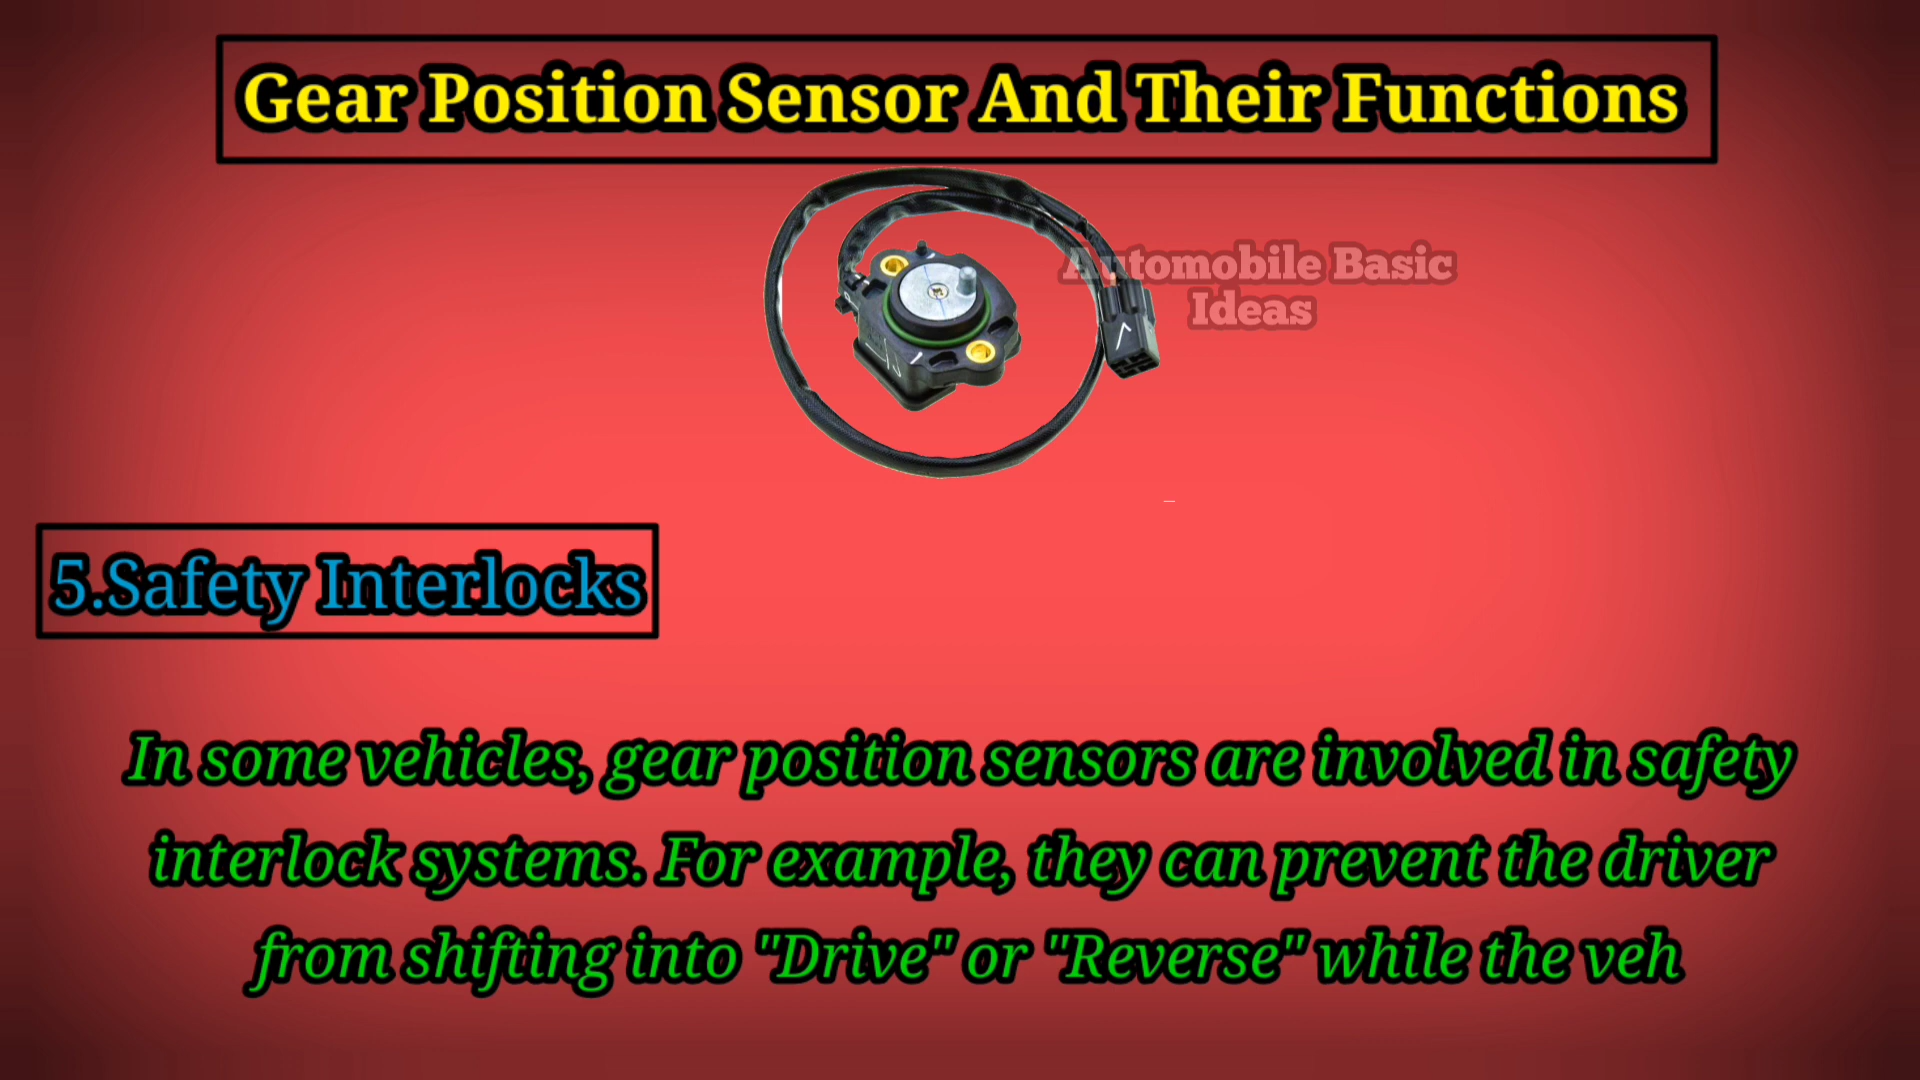 Gear Position Sensor And Their Functions
Automobile Basic
Ideas
5.Safety Interlocks
In some vehicles, gear position sensors are involved in safety
interlock systems. For example, they can prevent the driver
from shifting into "Drive" or "Reverse" while the veh